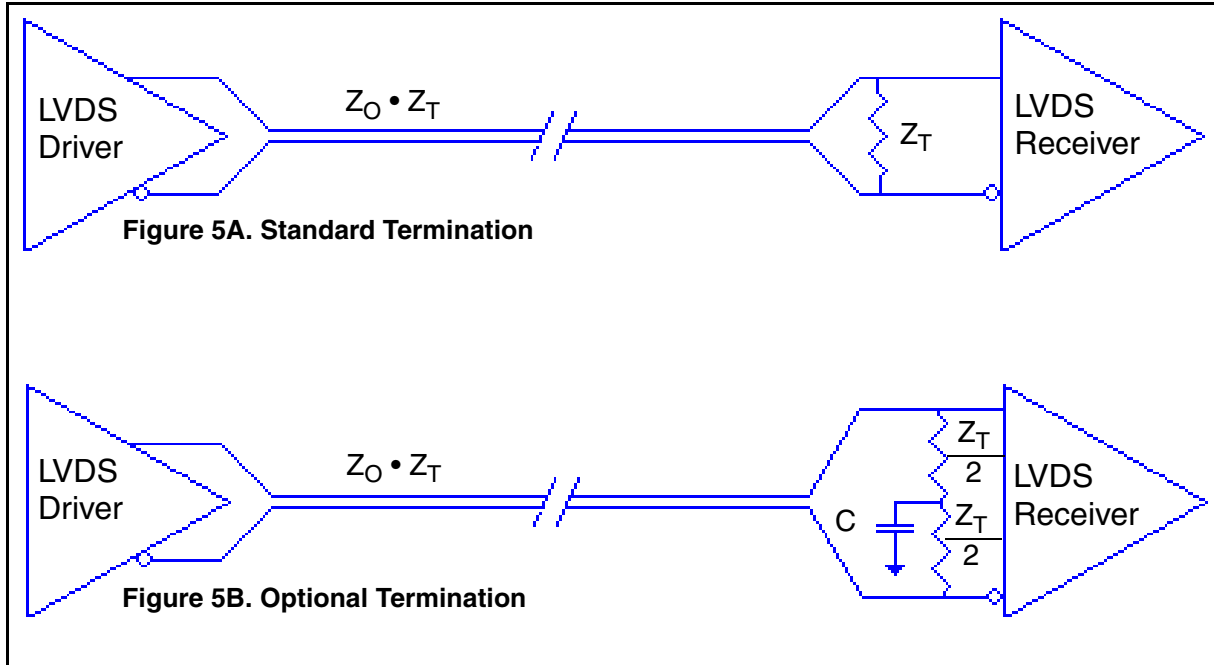 LVDS
Driver
Z_O • Z_T
Z_T
LVDS
Receiver
Figure 5A. Standard Termination
LVDS
Driver
Z_O • Z_T
C
Z_T
2
Z_T
2
LVDS
Receiver
Figure 5B. Optional Termination